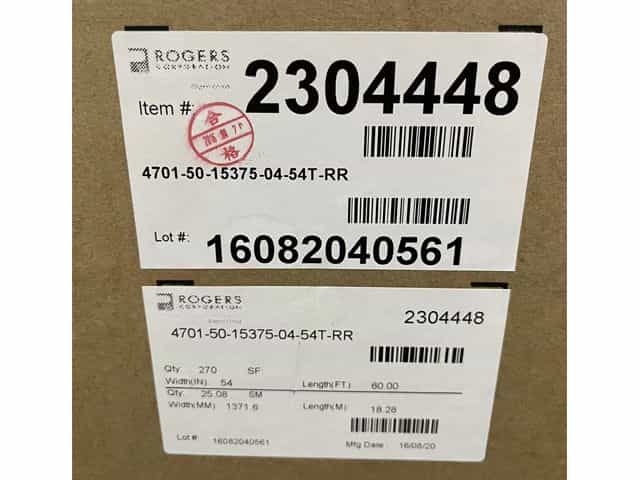 ROGERS
CORPORATION
Item #: 2304448
合
格
4701-50-15375-04-54T-RR
Lot #: 16082040561
ROGERS
CORPORATION
2304448
4701-50-15375-04-54T-RR
Qty: 270 SF
Width(IN) 54 Length(FT) 60.00
Qty: 25.08 SM
Width(MM) 1371.6 Length(M) 18.28
Lot #: 16082040561 Mfg Date : 16/08/20